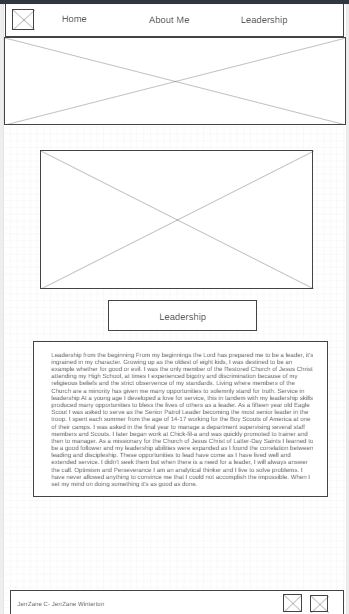 Home About Me Leadership
Leadership
Leadership from the beginning From my beginnings the Lord has prepared me to be a leader, it's
ingrained in my character. Growing up as the oldest of eight kids, I was destined to be an
example whether for good or evil. I was the only member of the Restored Church of Jesus Christ
attending my High School, at times I experienced bigotry and discrimination because of my
religious beliefs and the strict observance of my standards. Living where members of the
Church are a minority has given me many opportunities to solemnly stand for truth. Service in
leadership At a young age I developed a love for service, this in tandem with my leadership skills
produced many opportunities to bless the lives of others as a leader. As a fifteen year old Eagle
Scout I was asked to serve as the Senior Patrol Leader becoming the most senior leader in the
troop. I spent each summer from the age of 14-17 working for the Boy Scouts of America at one
of their camps. I was asked in the final year to manage a department supervising several staff
members and Scouts. I later began work at Chick-fil-a and was quickly promoted to trainer and
then to manager. As a missionary for the Church of Jesus Christ of Latter-Day Saints I learned to
be a good follower and my leadership abilities were expanded as I found the correlation between
leading and discipleship. These opportunities to lead have come as I have lived well and
extended service. I didn't seek them but when there is a need for a leader, I will always answer
the call. Optimism and Perseverance I am an analytical thinker and I live to solve problems. I
have never allowed anything to convince me that I could not accomplish the impossible. When I
set my mind on doing something it's as good as done.
JenZane C- JenZane Winterton